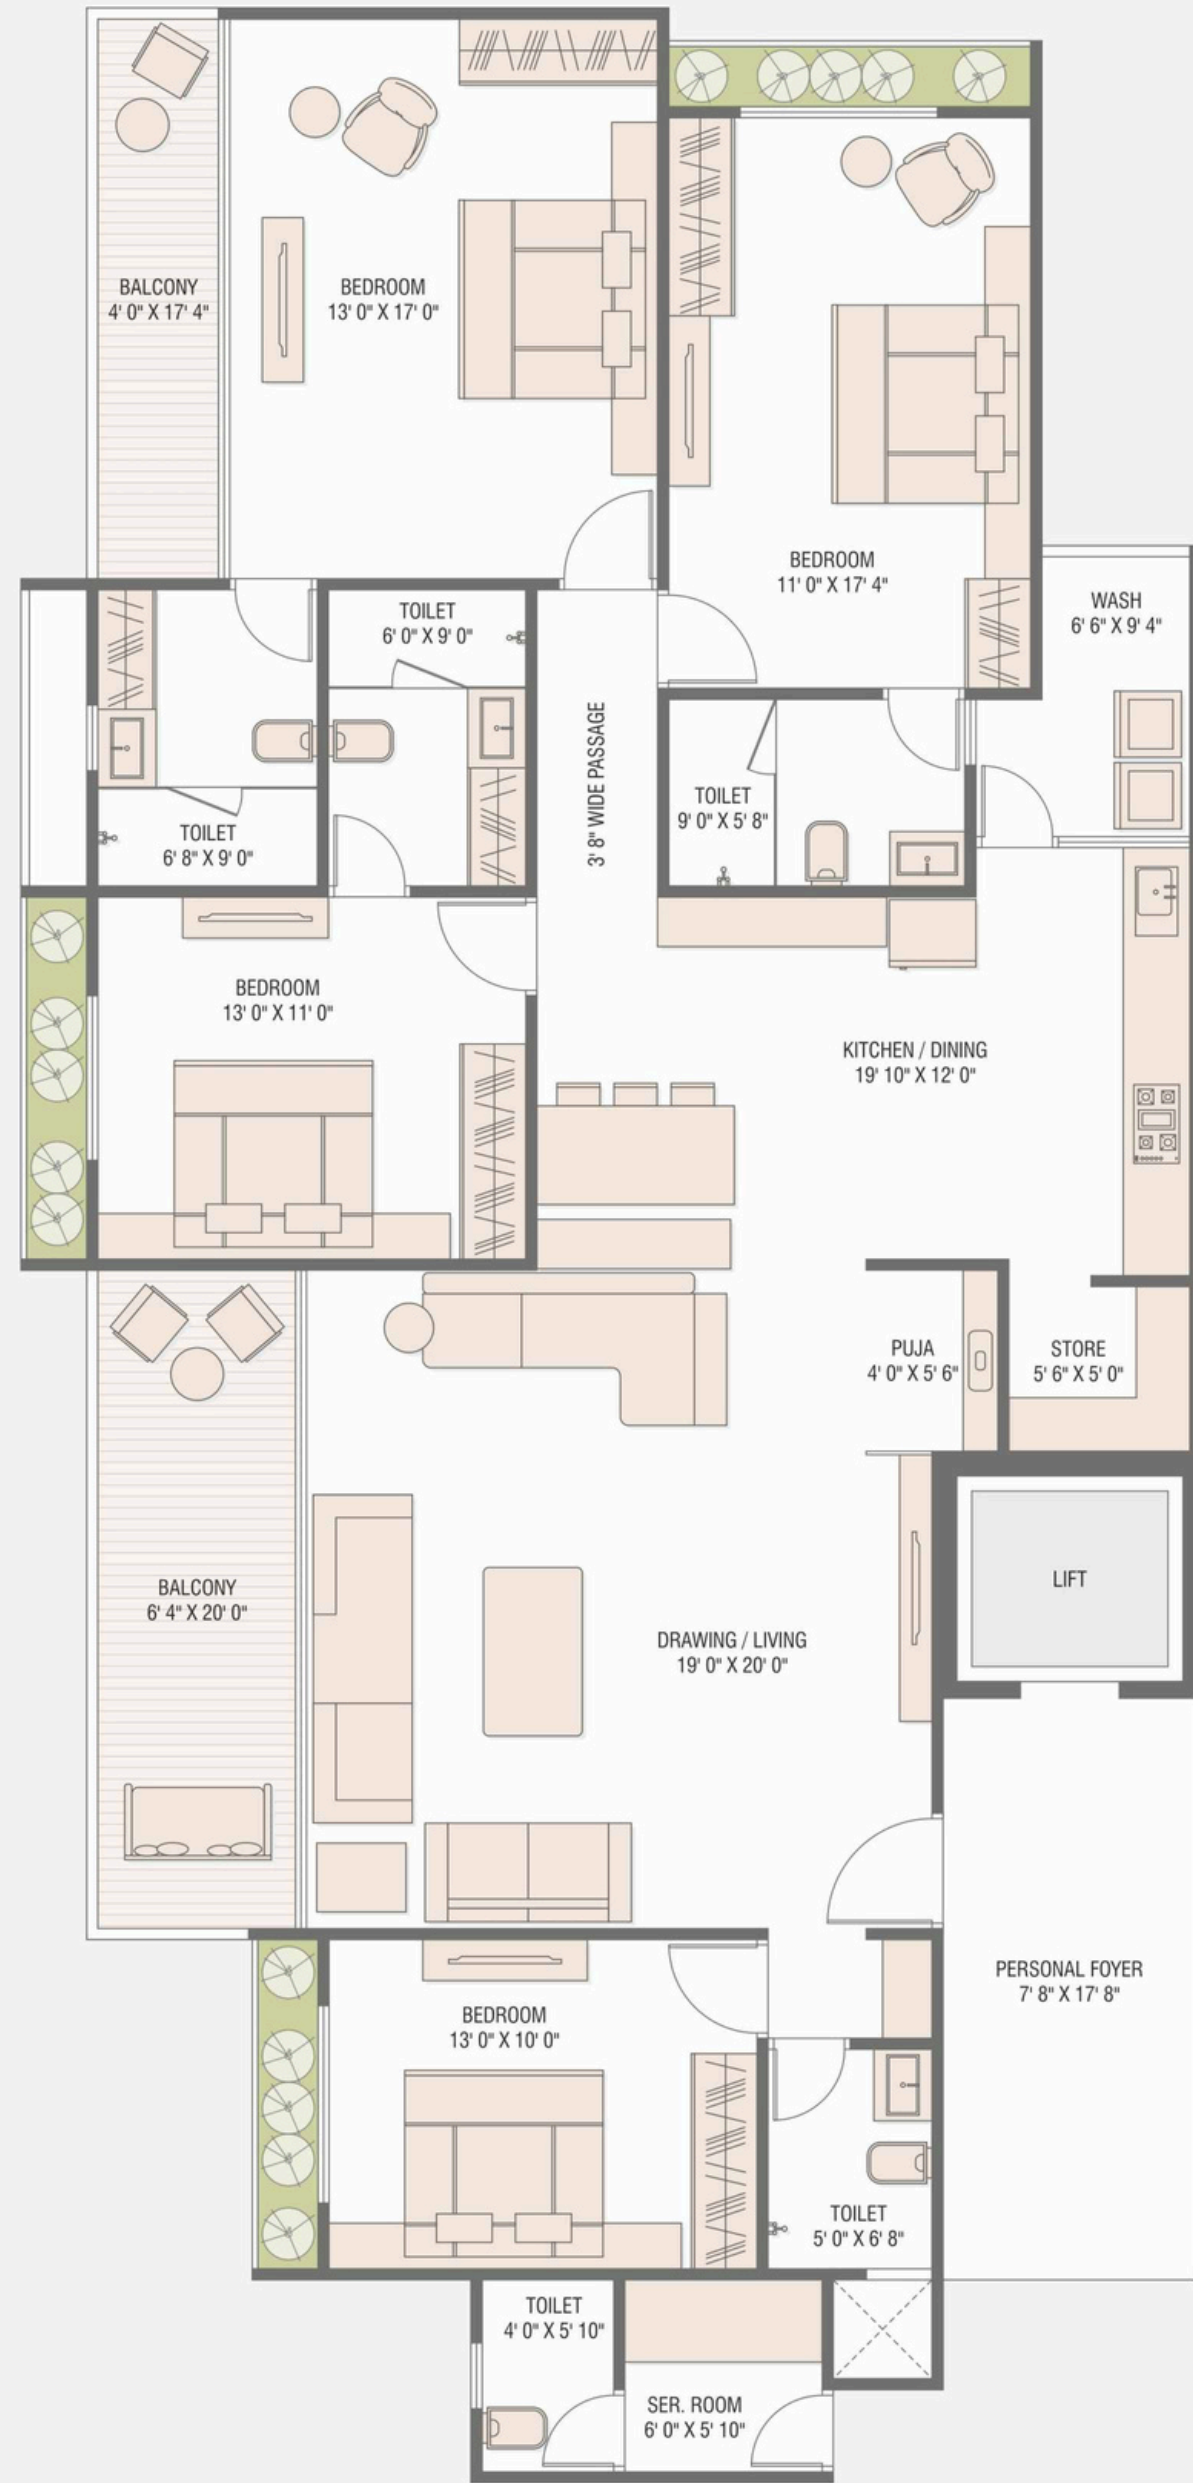 BALCONY
4' 0" X 17' 4"
BEDROOM
13' 0" X 17' 0"
BEDROOM
11' 0" X 17' 4"
WASH
6' 6" X 9' 4"
TOILET
6' 0" X 9' 0"
3' 8" WIDE PASSAGE
TOILET
9' 0" X 5' 8"
TOILET
6' 8" X 9' 0"
BEDROOM
13' 0" X 11' 0"
KITCHEN / DINING
19' 10" X 12' 0"
PUJA
4' 0" X 5' 6"
STORE
5' 6" X 5' 0"
LIFT
BALCONY
6' 4" X 20' 0"
DRAWING / LIVING
19' 0" X 20' 0"
PERSONAL FOYER
7' 8" X 17' 8"
BEDROOM
13' 0" X 10' 0"
TOILET
5' 0" X 6' 8"
TOILET
4' 0" X 5' 10"
SER. ROOM
6' 0" X 5' 10"